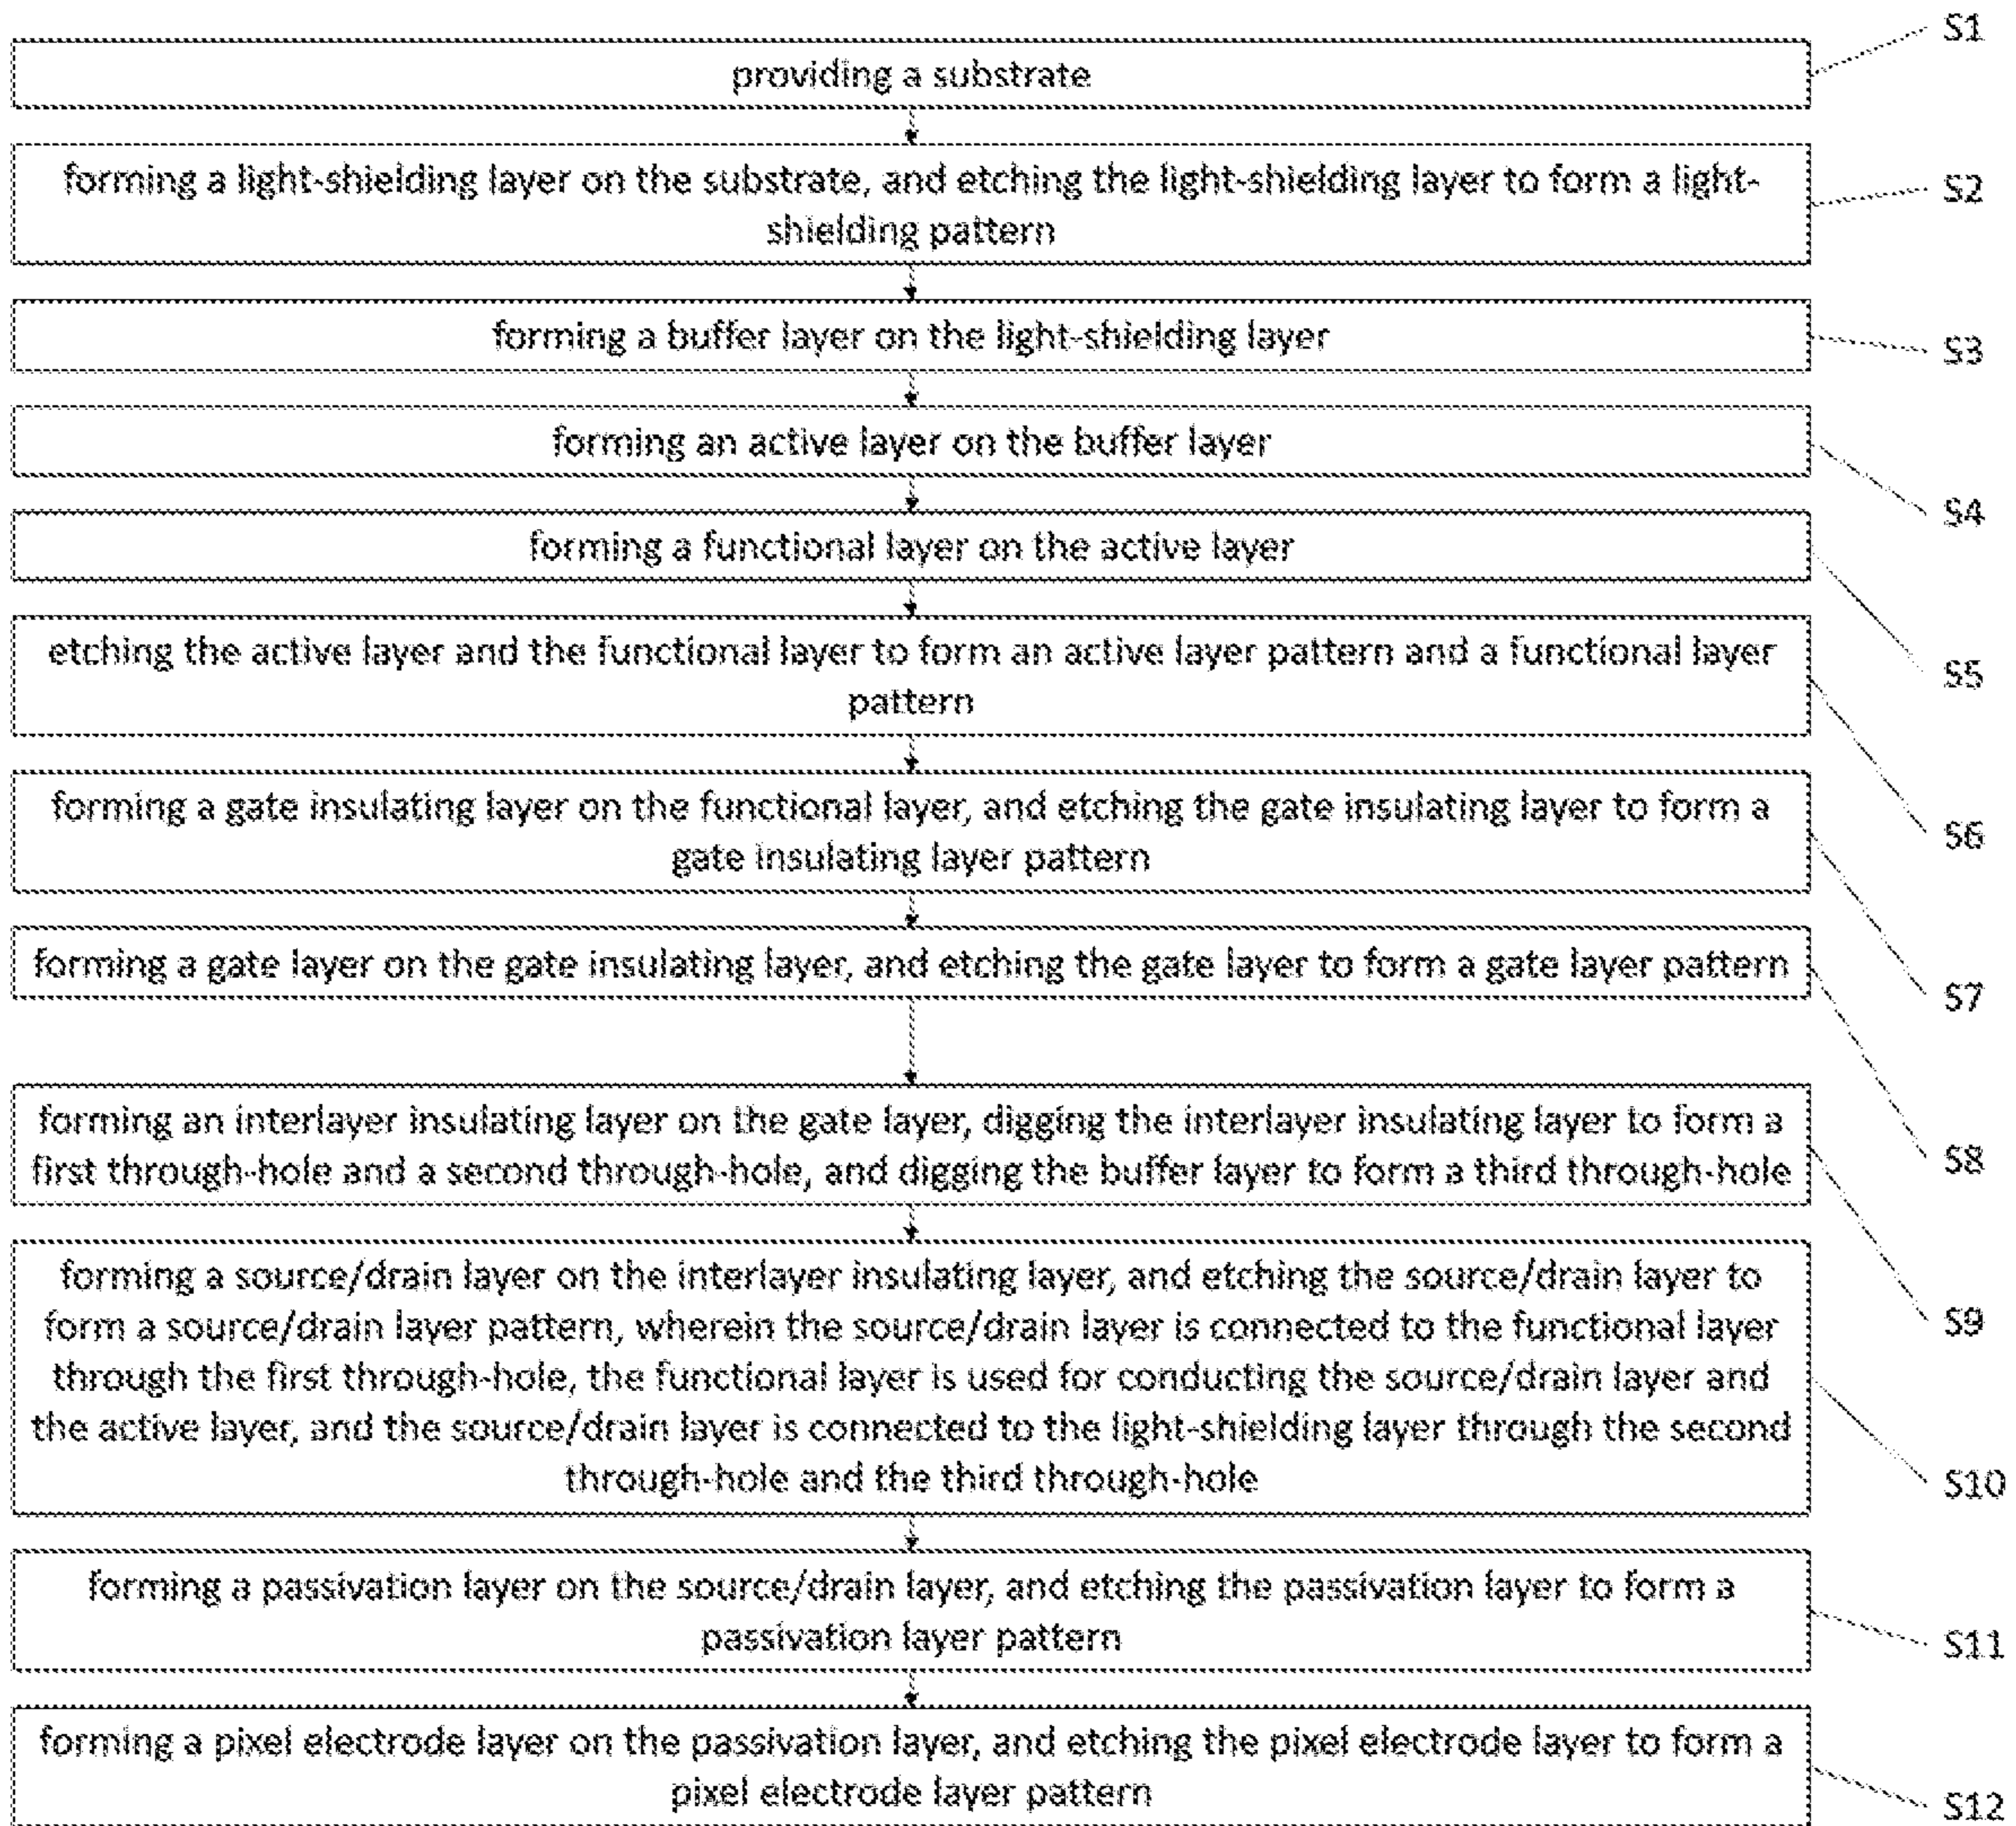 S1
providing a substrate
forming a light-shielding layer on the substrate, and etching the light-shielding layer to form a light-
shielding pattern
S2
forming a buffer layer on the light-shielding layer
S3
forming an active layer on the buffer layer
S4
forming a functional layer on the active layer
S5
etching the active layer and the functional layer to form an active layer pattern and a functional layer
pattern
S6
forming a gate insulating layer on the functional layer, and etching the gate insulating layer to form a
gate insulating layer pattern
S7
forming a gate layer on the gate insulating layer, and etching the gate layer to form a gate layer pattern
S8
forming an interlayer insulating layer on the gate layer, digging the interlayer insulating layer to form a
first through-hole and a second through-hole, and digging the buffer layer to form a third through-hole
S9
forming a source/drain layer on the interlayer insulating layer, and etching the source/drain layer to
form a source/drain layer pattern, wherein the source/drain layer is connected to the functional layer
through the first through-hole, the functional layer is used for conducting the source/drain layer and
the active layer, and the source/drain layer is connected to the light-shielding layer through the second
through-hole and the third through-hole
S10
forming a passivation layer on the source/drain layer, and etching the passivation layer to form a
passivation layer pattern
S11
forming a pixel electrode layer on the passivation layer, and etching the pixel electrode layer to form a
pixel electrode layer pattern
S12